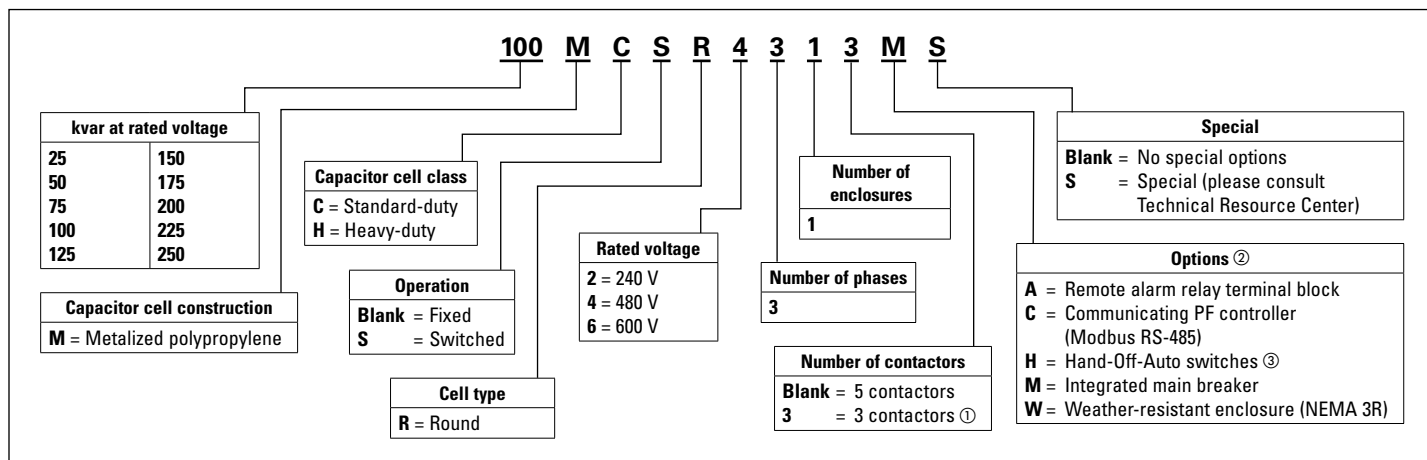 100 M C S R 4 3 1 3 M S
kvar at rated voltage
25 150
50 175
75 200
100 225
125 250
Capacitor cell construction
M = Metalized polypropylene
Capacitor cell class
C = Standard-duty
H = Heavy-duty
Operation
Blank = Fixed
S = Switched
Cell type
R = Round
Rated voltage
2 = 240 V
4 = 480 V
6 = 600 V
Number of
enclosures
1
Number of phases
3
Number of contactors
Blank = 5 contactors
3 = 3 contactors ①
Special
Blank = No special options
S = Special (please consult
Technical Resource Center)
Options ②
A = Remote alarm relay terminal block
C = Communicating PF controller
(Modbus RS-485)
H = Hand-Off-Auto switches ③
M = Integrated main breaker
W = Weather-resistant enclosure (NEMA 3R)